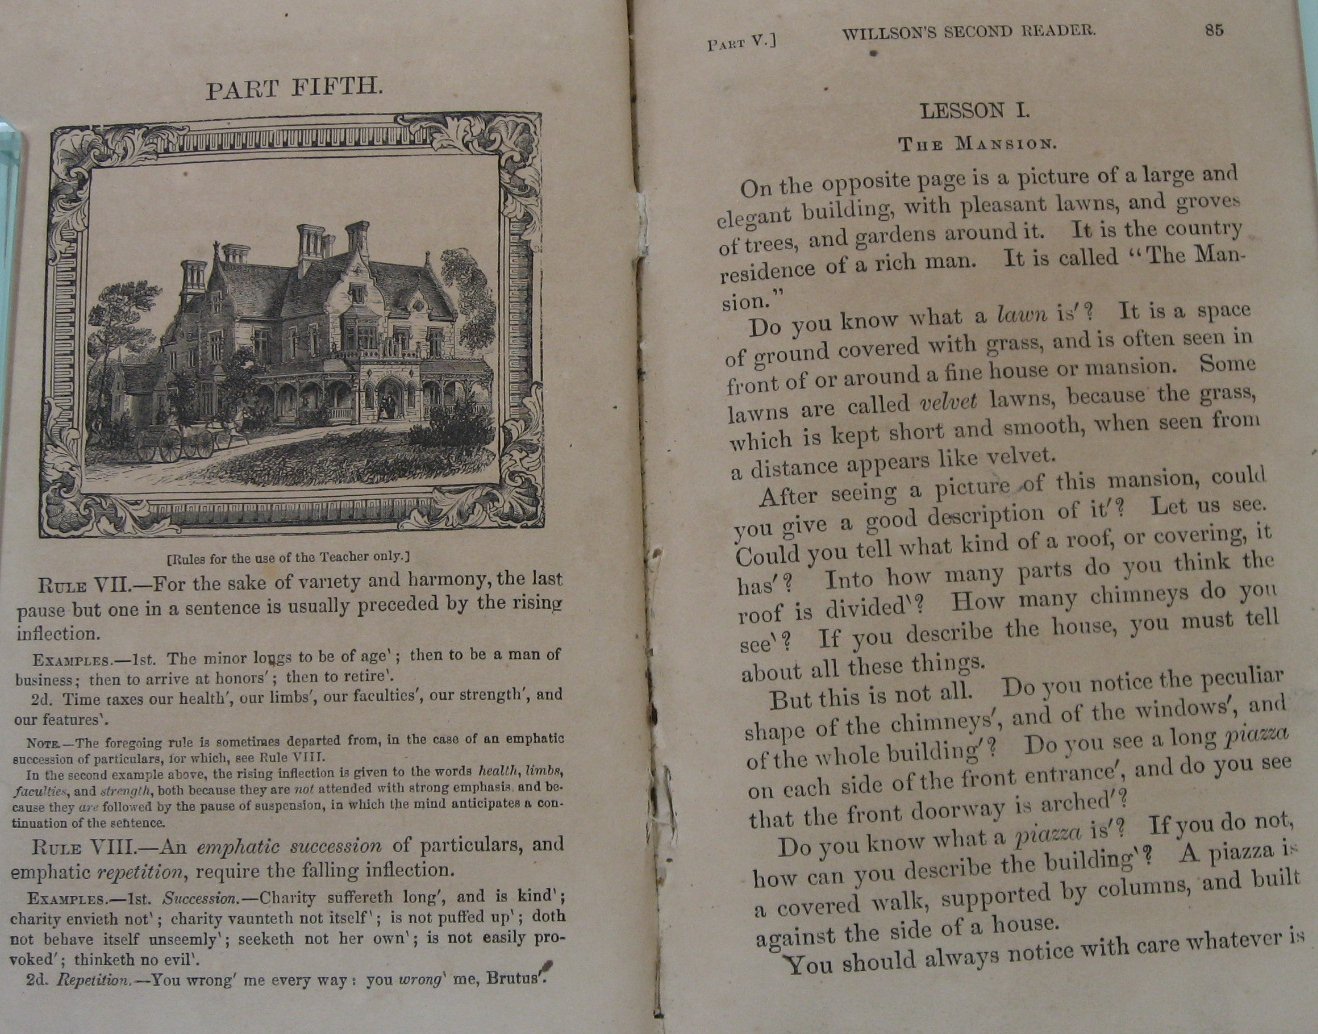 PART FIFTH.
[Rules for the use of the Teacher only.]
RULE VII.—For the sake of variety and harmony, the last
pause but one in a sentence is usually preceded by the rising
inflection.
EXAMPLES.—1st. The minor longs to be of age‵; then to be a man of
business; then to arrive at honors′; then to retire‵.
2d. Time taxes our health′, our limbs′, our faculties′, our strength′, and
our features‵.
NOTE.—The foregoing rule is sometimes departed from, in the case of an emphatic
succession of particulars, for which, see Rule VIII.
In the second example above, the rising inflection is given to the words health, limbs,
faculties, and strength, both because they are not attended with strong emphasis, and be-
cause they are followed by the pause of suspension, in which the mind anticipates a con-
tinuation of the sentence.
RULE VIII.—An emphatic succession of particulars, and
emphatic repetition, require the falling inflection.
EXAMPLES.—1st. Succession.—Charity suffereth long′, and is kind‵;
charity envieth not‵; charity vaunteth not itself‵; is not puffed up‵; doth
not behave itself unseemly‵; seeketh not her own‵; is not easily pro-
voked′; thinketh no evil‵.
2d. Repetition.—You wrong′ me every way: you wrong‵ me, Brutus′.
PART V.] WILLSON'S SECOND READER. 85
LESSON I.
THE MANSION.
On the opposite page is a picture of a large and
elegant building, with pleasant lawns, and groves
of trees, and gardens around it. It is the country
residence of a rich man. It is called "The Man-
sion."
Do you know what a lawn is′? It is a space
of ground covered with grass, and is often seen in
front of or around a fine house or mansion. Some
lawns are called velvet lawns, because the grass,
which is kept short and smooth, when seen from
a distance appears like velvet.
After seeing a picture of this mansion, could
you give a good description of it′? Let us see.
Could you tell what kind of a roof, or covering, it
has′? Into how many parts do you think the
roof is divided‵? How many chimneys do you
see‵? If you describe the house, you must tell
about all these things.
But this is not all. Do you notice the peculiar
shape of the chimneys′, and of the windows′, and
of the whole building′? Do you see a long piazza
on each side of the front entrance′, and do you see
that the front doorway is arched′?
Do you know what a piazza is′? If you do not,
how can you describe the building‵? A piazza is
a covered walk, supported by columns, and built
against the side of a house.
You should always notice with care whatever is